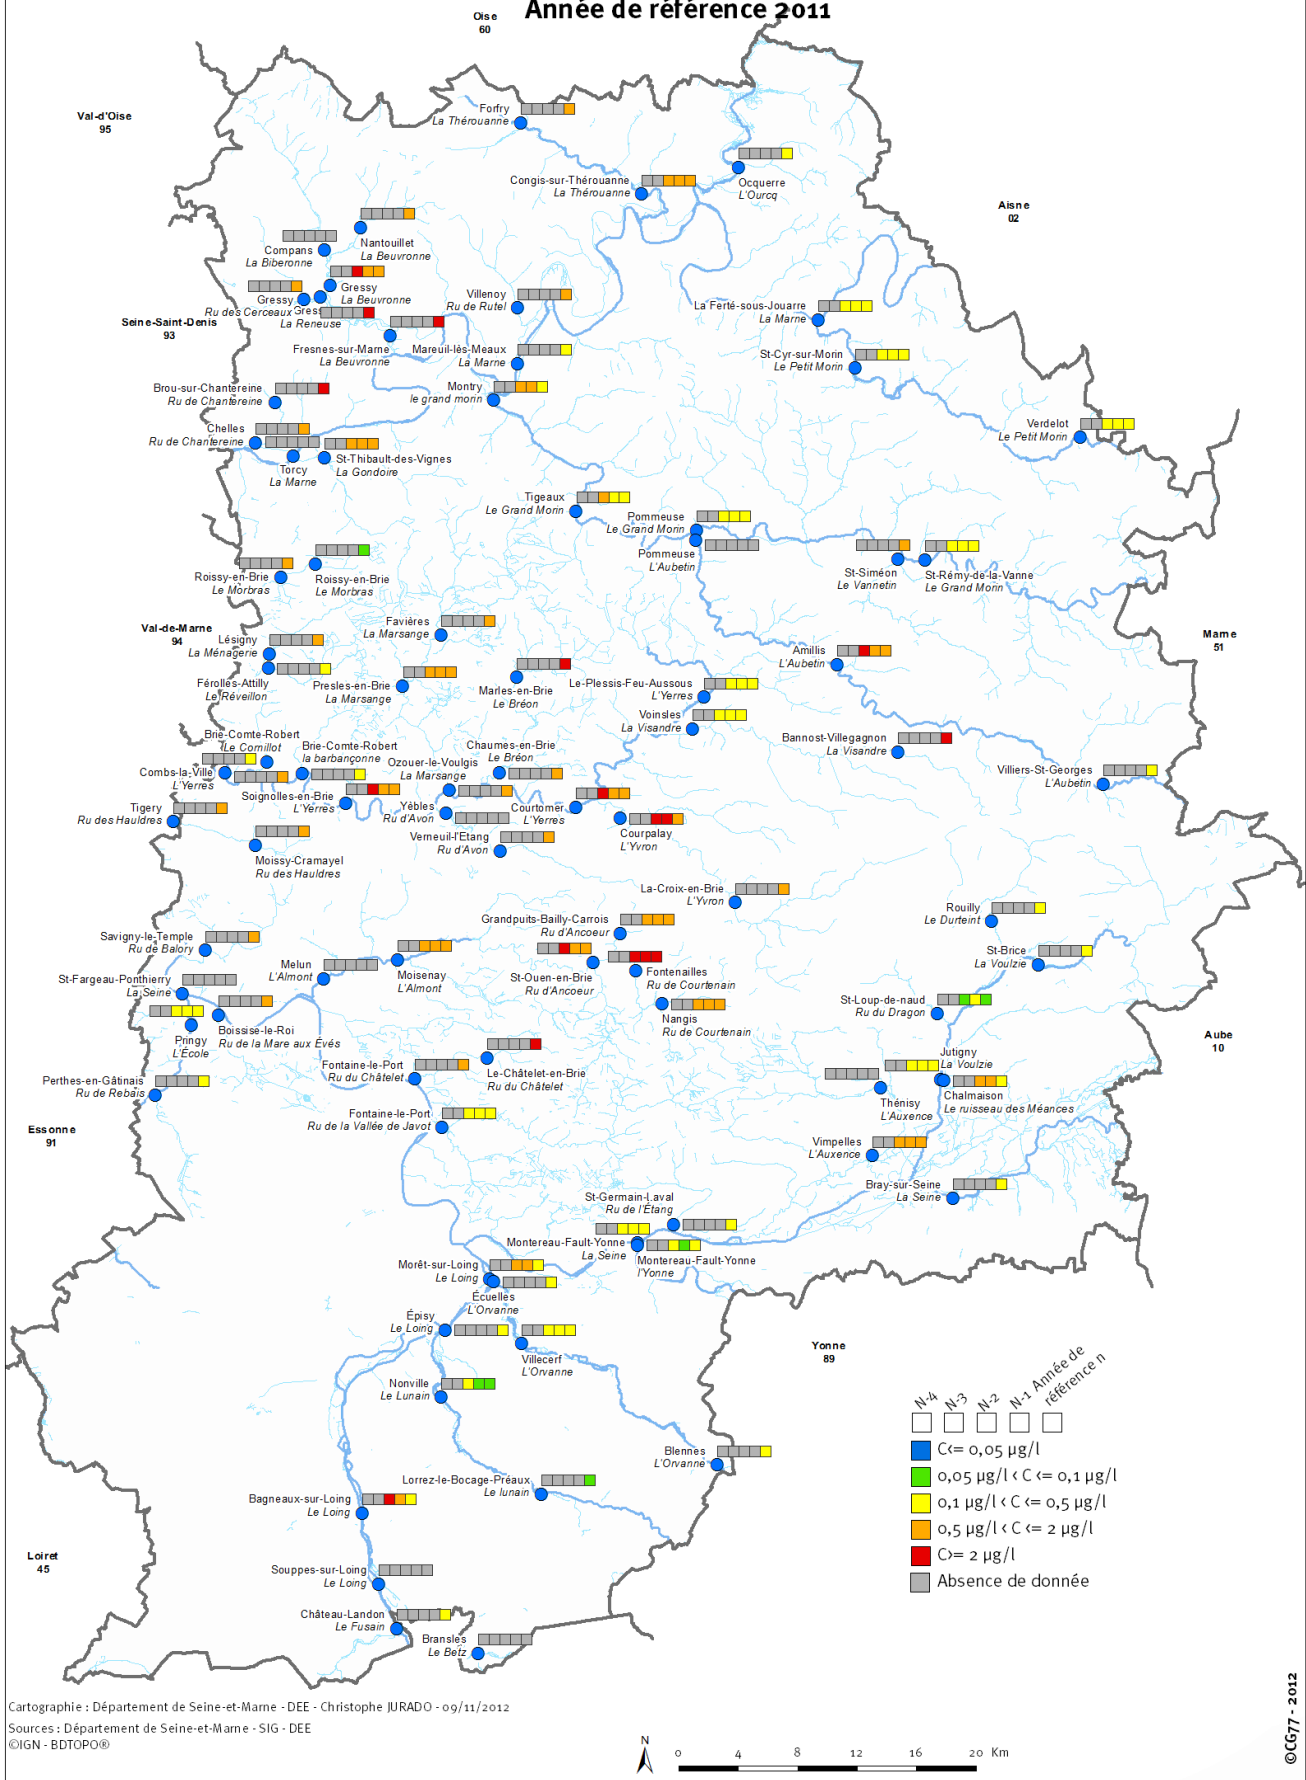 Année de référence 2011
Oise
60
Val-d'Oise
95
Forfry
La Thérouanne
Congis-sur-Thérouanne
La Thérouanne
Ocquerre
L'Ourcq
Aisne
02
Nantouillet
La Beuvronne
Compans
La Biberonne
Gressy
La Beuvronne
Gressy
Ru des Cerceaux
Gress
La Reneuse
Villenoy
Ru de Rutel
La Ferté-sous-Jouarre
La Marne
Seine-Saint-Denis
93
Fresnes-sur-Marne
La Beuvronne
Mareuil-lès-Meaux
La Marne
St-Cyr-sur-Morin
Le Petit Morin
Brou-sur-Chantereine
Ru de Chantereine
Montry
le grand morin
Chelles
Ru de Chantereine
Verdelot
Le Petit Morin
Torcy
La Marne
St-Thibault-des-Vignes
La Gondoire
Tigeaux
Le Grand Morin
Pommeuse
Le Grand Morin
Pommeuse
L'Aubetin
St-Siméon
Le Vannetin
St-Rémy-de-la-Vanne
Le Grand Morin
Roissy-en-Brie
Le Morbras
Roissy-en-Brie
Le Morbras
Val-de-Marne
94
Favières
La Marsange
Lésigny
La Ménagerie
Marne
51
Amillis
L'Aubetin
Férolles-Attilly
Le Réveillon
Presles-en-Brie
La Marsange
Marles-en-Brie
Le Bréon
Le-Plessis-Feu-Aussous
L'Yerres
Voinsles
La Visandre
Bannost-Villegagnon
La Visandre
Brie-Comte-Robert
Le Cornillot
Brie-Comte-Robert
la barbançonne
Chaumes-en-Brie
Le Bréon
Ozouer-le-Voulgis
La Marsange
Combs-la-Ville
L'Yerres
Villiers-St-Georges
L'Aubetin
Soignolles-en-Brie
L'Yerres
Yèbles
Ru d'Avon
Courtomer
L'Yerres
Tigery
Ru des Hauldres
Courpalay
L'Yvron
Verneuil-l'Etang
Ru d'Avon
Moissy-Cramayel
Ru des Hauldres
La-Croix-en-Brie
L'Yvron
Rouilly
Le Durteint
Grandpuits-Bailly-Carrois
Ru d'Ancoeur
Savigny-le-Temple
Ru de Balory
St-Brice
La Voulzie
Melun
L'Almont
Moisenay
L'Almont
St-Ouen-en-Brie
Ru d'Ancoeur
Fontenailles
Ru de Courtenain
St-Fargeau-Ponthierry
La Seine
St-Loup-de-naud
Ru du Dragon
Nangis
Ru de Courtenain
Boissise-le-Roi
Ru de la Mare aux Évés
Pringy
L'École
Aube
10
Jutigny
La Voulzie
Fontaine-le-Port
Ru du Châtelet
Le-Châtelet-en-Brie
Ru du Châtelet
Perthes-en-Gâtinais
Ru de Rebais
Thénisy
L'Auxence
Chalmaison
Le ruisseau des Méances
Fontaine-le-Port
Ru de la Vallée de Javot
Essonne
91
Vimpelles
L'Auxence
Bray-sur-Seine
La Seine
St-Germain-Laval
Ru de l'Étang
Montereau-Fault-Yonne
La Seine
Montereau-Fault-Yonne
l'Yonne
Morêt-sur-Loing
Le Loing
Écuelles
L'Orvanne
Épisy
Le Loing
Villecerf
L'Orvanne
Yonne
89
Nonville
Le Lunain
N-4
N-3
N-2
N-1
Année de
référence n
C<= 0,05 µg/l
0,05 µg/l < C <= 0,1 µg/l
0,1 µg/l < C <= 0,5 µg/l
0,5 µg/l < C <= 2 µg/l
C>= 2 µg/l
Absence de donnée
Blennes
L'Orvanne
Lorrez-le-Bocage-Préaux
Le lunain
Bagneaux-sur-Loing
Le Loing
Loiret
45
Souppes-sur-Loing
Le Loing
Château-Landon
Le Fusain
Bransles
Le Betz
Cartographie : Département de Seine-et-Marne - DEE - Christophe JURADO - 09/11/2012
Sources : Département de Seine-et-Marne - SIG - DEE
©IGN - BDTOPO®
N
0 4 8 12 16 20 Km
©CG77 - 2012